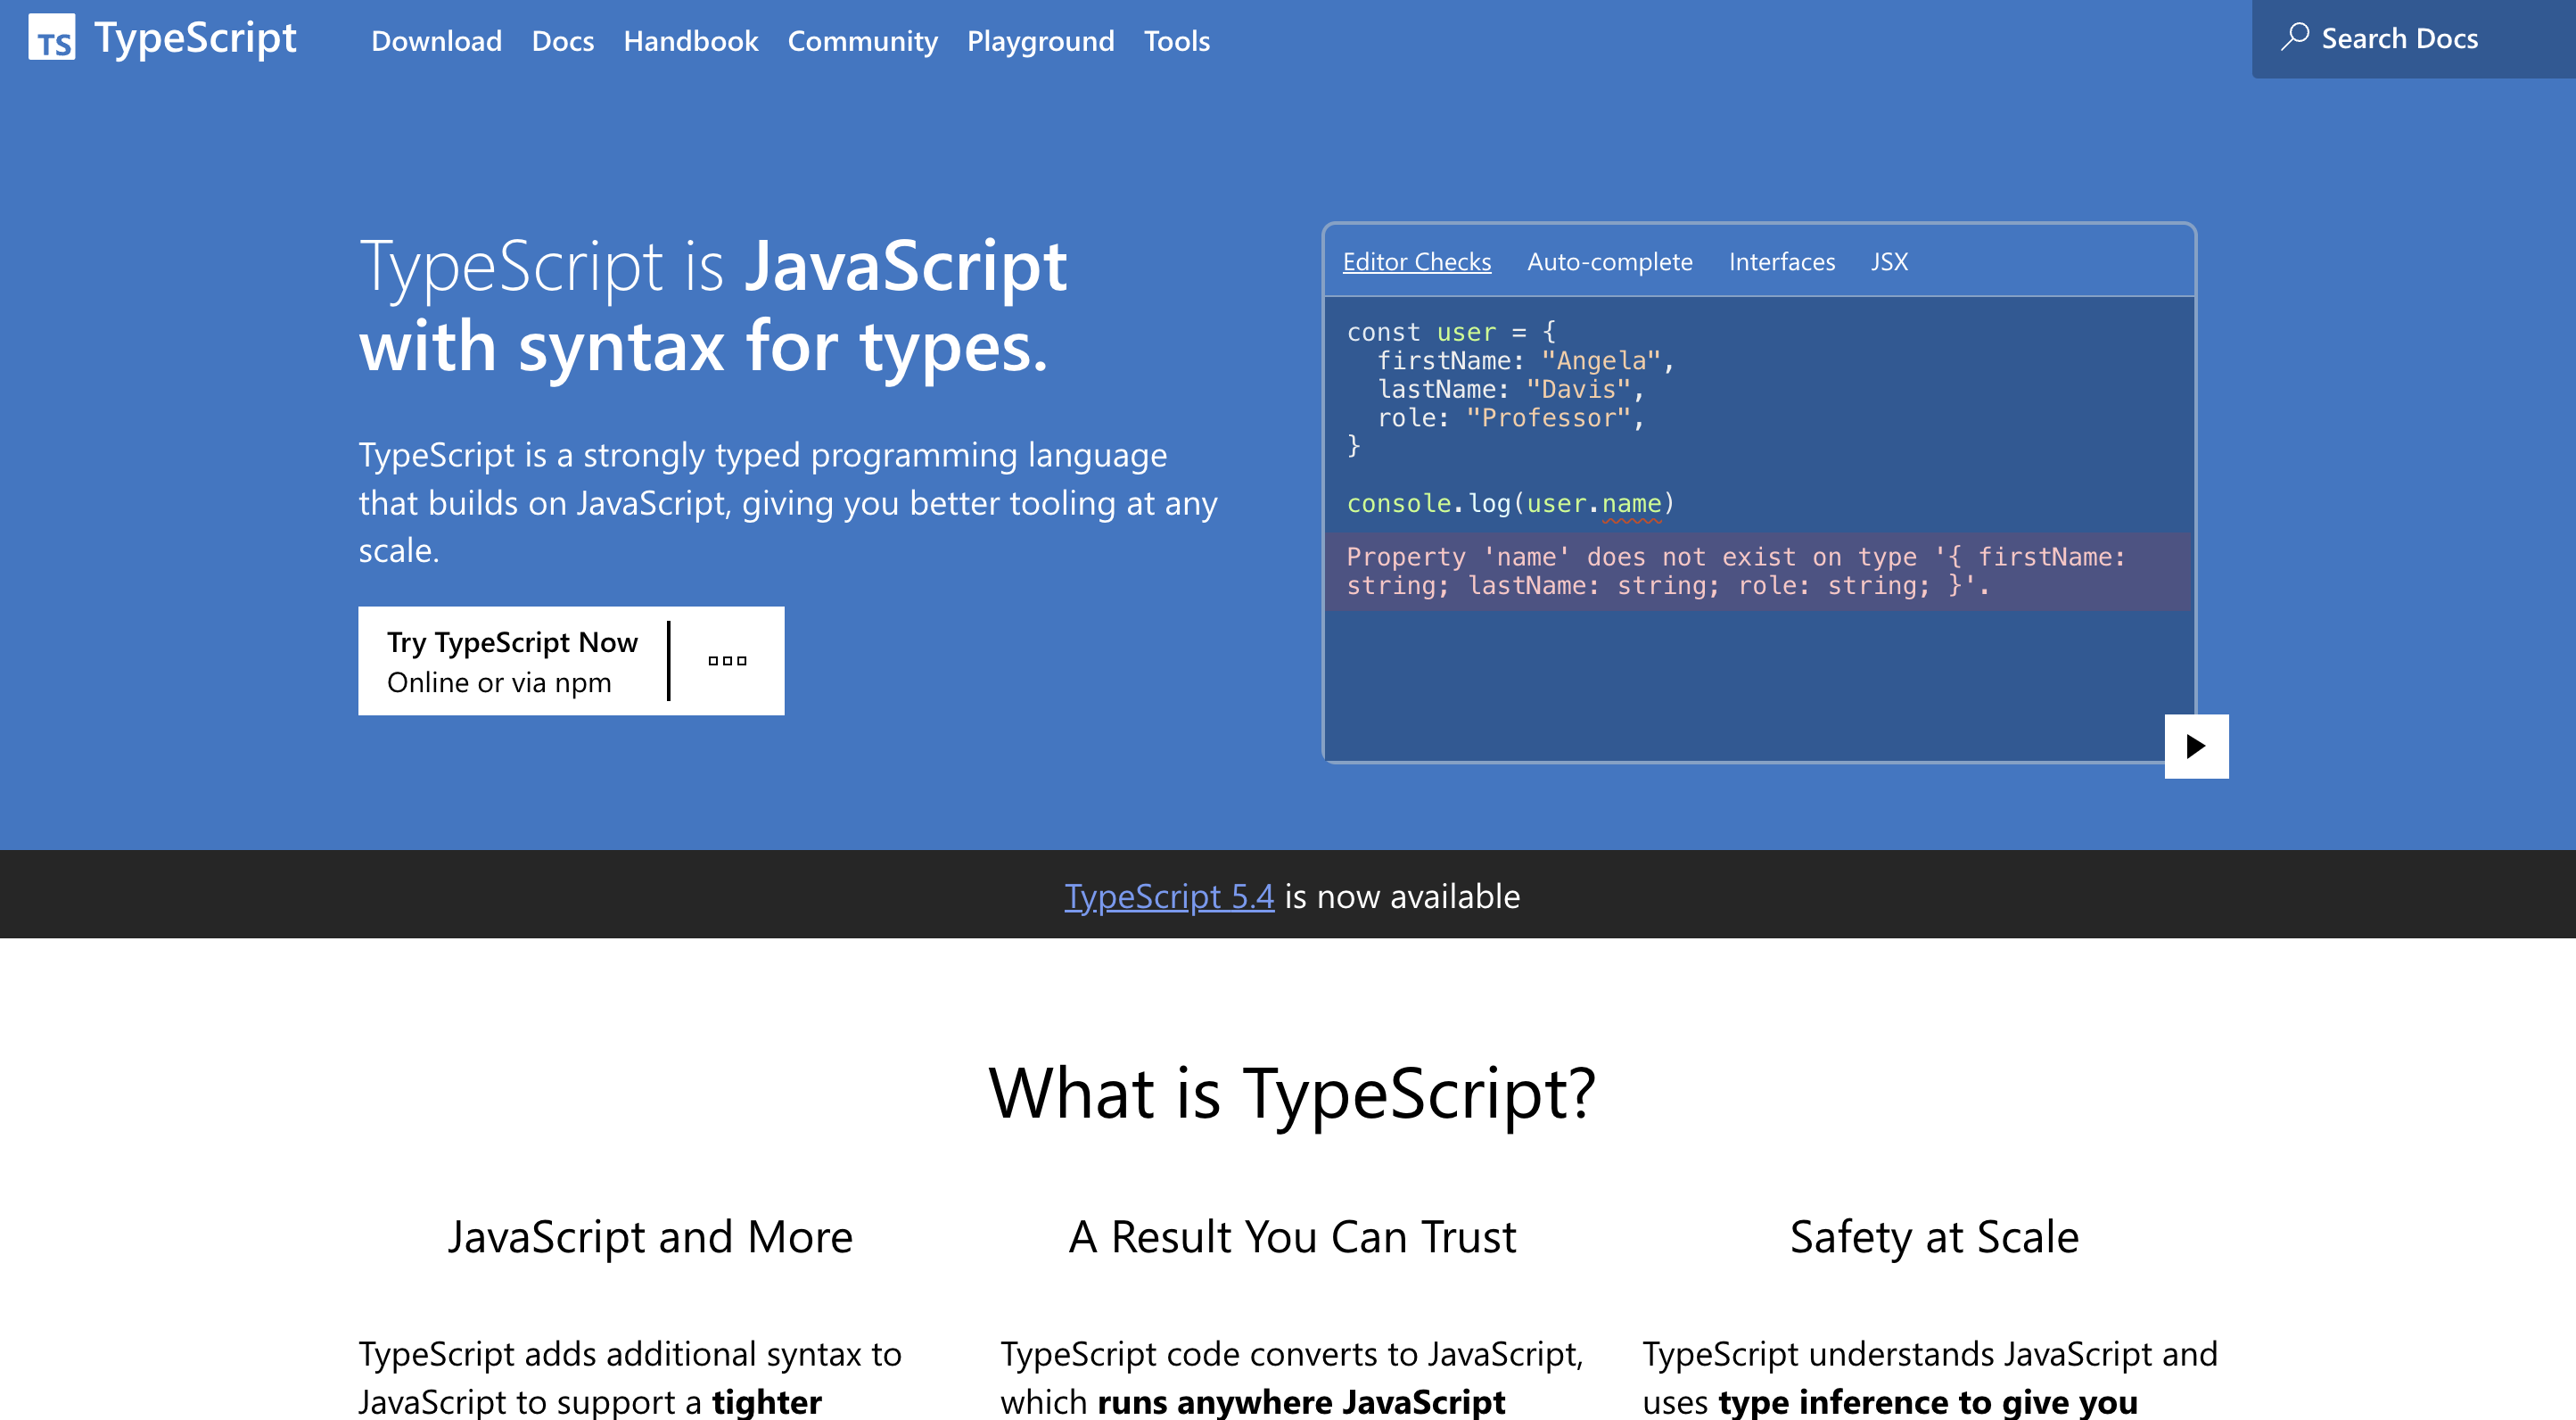 TS TypeScript
Download Docs Handbook Community Playground Tools
Search Docs
TypeScript is JavaScript
with syntax for types.
TypeScript is a strongly typed programming language
that builds on JavaScript, giving you better tooling at any
scale.
Try TypeScript Now
Online or via npm
Editor Checks Auto-complete Interfaces JSX
const user = {
  firstName: "Angela",
  lastName: "Davis",
  role: "Professor",
}
console.log(user.name)
Property 'name' does not exist on type '{ firstName:
string; lastName: string; role: string; }'.
TypeScript 5.4 is now available
What is TypeScript?
JavaScript and More
TypeScript adds additional syntax to
JavaScript to support a tighter
A Result You Can Trust
TypeScript code converts to JavaScript,
which runs anywhere JavaScript
Safety at Scale
TypeScript understands JavaScript and
uses type inference to give you